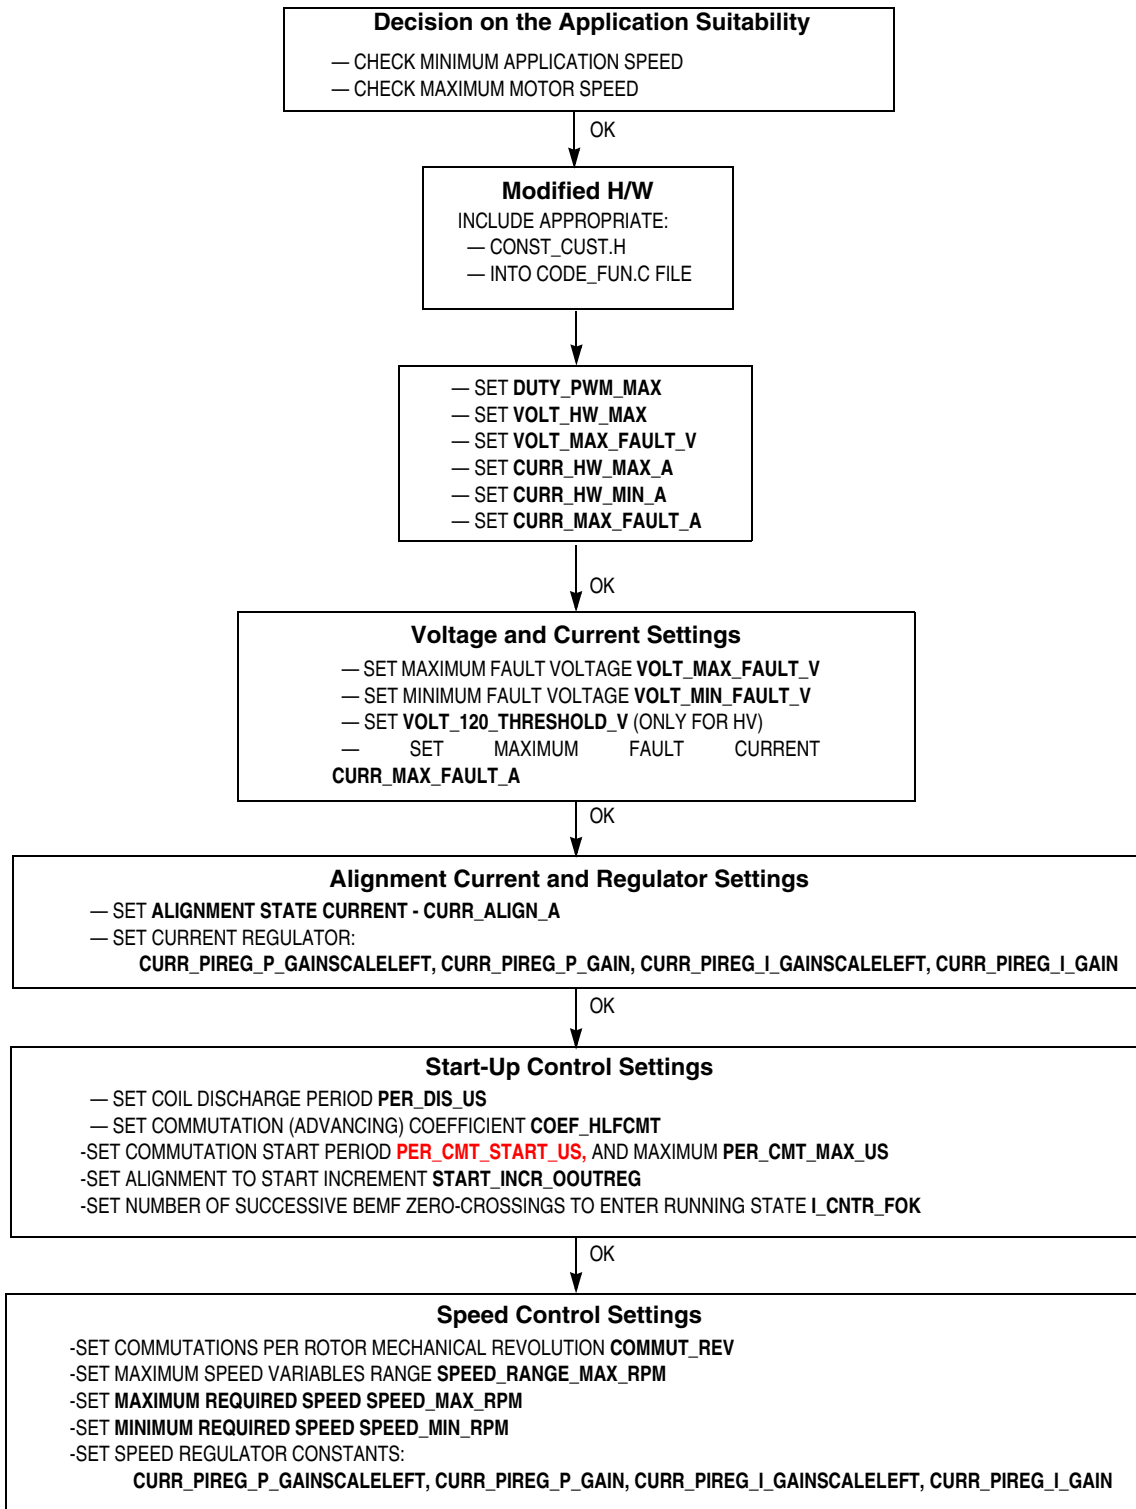 Decision on the Application Suitability
— CHECK MINIMUM APPLICATION SPEED
— CHECK MAXIMUM MOTOR SPEED
OK
Modified H/W
INCLUDE APPROPRIATE:
— CONST_CUST.H
— INTO CODE_FUN.C FILE
— SET DUTY_PWM_MAX
— SET VOLT_HW_MAX
— SET VOLT_MAX_FAULT_V
— SET CURR_HW_MAX_A
— SET CURR_HW_MIN_A
— SET CURR_MAX_FAULT_A
OK
Voltage and Current Settings
— SET MAXIMUM FAULT VOLTAGE VOLT_MAX_FAULT_V
— SET MINIMUM FAULT VOLTAGE VOLT_MIN_FAULT_V
— SET VOLT_120_THRESHOLD_V (ONLY FOR HV)
— SET MAXIMUM FAULT CURRENT
CURR_MAX_FAULT_A
OK
Alignment Current and Regulator Settings
— SET ALIGNMENT STATE CURRENT - CURR_ALIGN_A
— SET CURRENT REGULATOR:
CURR_PIREG_P_GAINSCALELEFT, CURR_PIREG_P_GAIN, CURR_PIREG_I_GAINSCALELEFT, CURR_PIREG_I_GAIN
OK
Start-Up Control Settings
— SET COIL DISCHARGE PERIOD PER_DIS_US
— SET COMMUTATION (ADVANCING) COEFFICIENT COEF_HLFCMT
-SET COMMUTATION START PERIOD PER_CMT_START_US, AND MAXIMUM PER_CMT_MAX_US
-SET ALIGNMENT TO START INCREMENT START_INCR_OOUTREG
-SET NUMBER OF SUCCESSIVE BEMF ZERO-CROSSINGS TO ENTER RUNNING STATE I_CNTR_FOK
OK
Speed Control Settings
-SET COMMUTATIONS PER ROTOR MECHANICAL REVOLUTION COMMUT_REV
-SET MAXIMUM SPEED VARIABLES RANGE SPEED_RANGE_MAX_RPM
-SET MAXIMUM REQUIRED SPEED SPEED_MAX_RPM
-SET MINIMUM REQUIRED SPEED SPEED_MIN_RPM
-SET SPEED REGULATOR CONSTANTS:
CURR_PIREG_P_GAINSCALELEFT, CURR_PIREG_P_GAIN, CURR_PIREG_I_GAINSCALELEFT, CURR_PIREG_I_GAIN